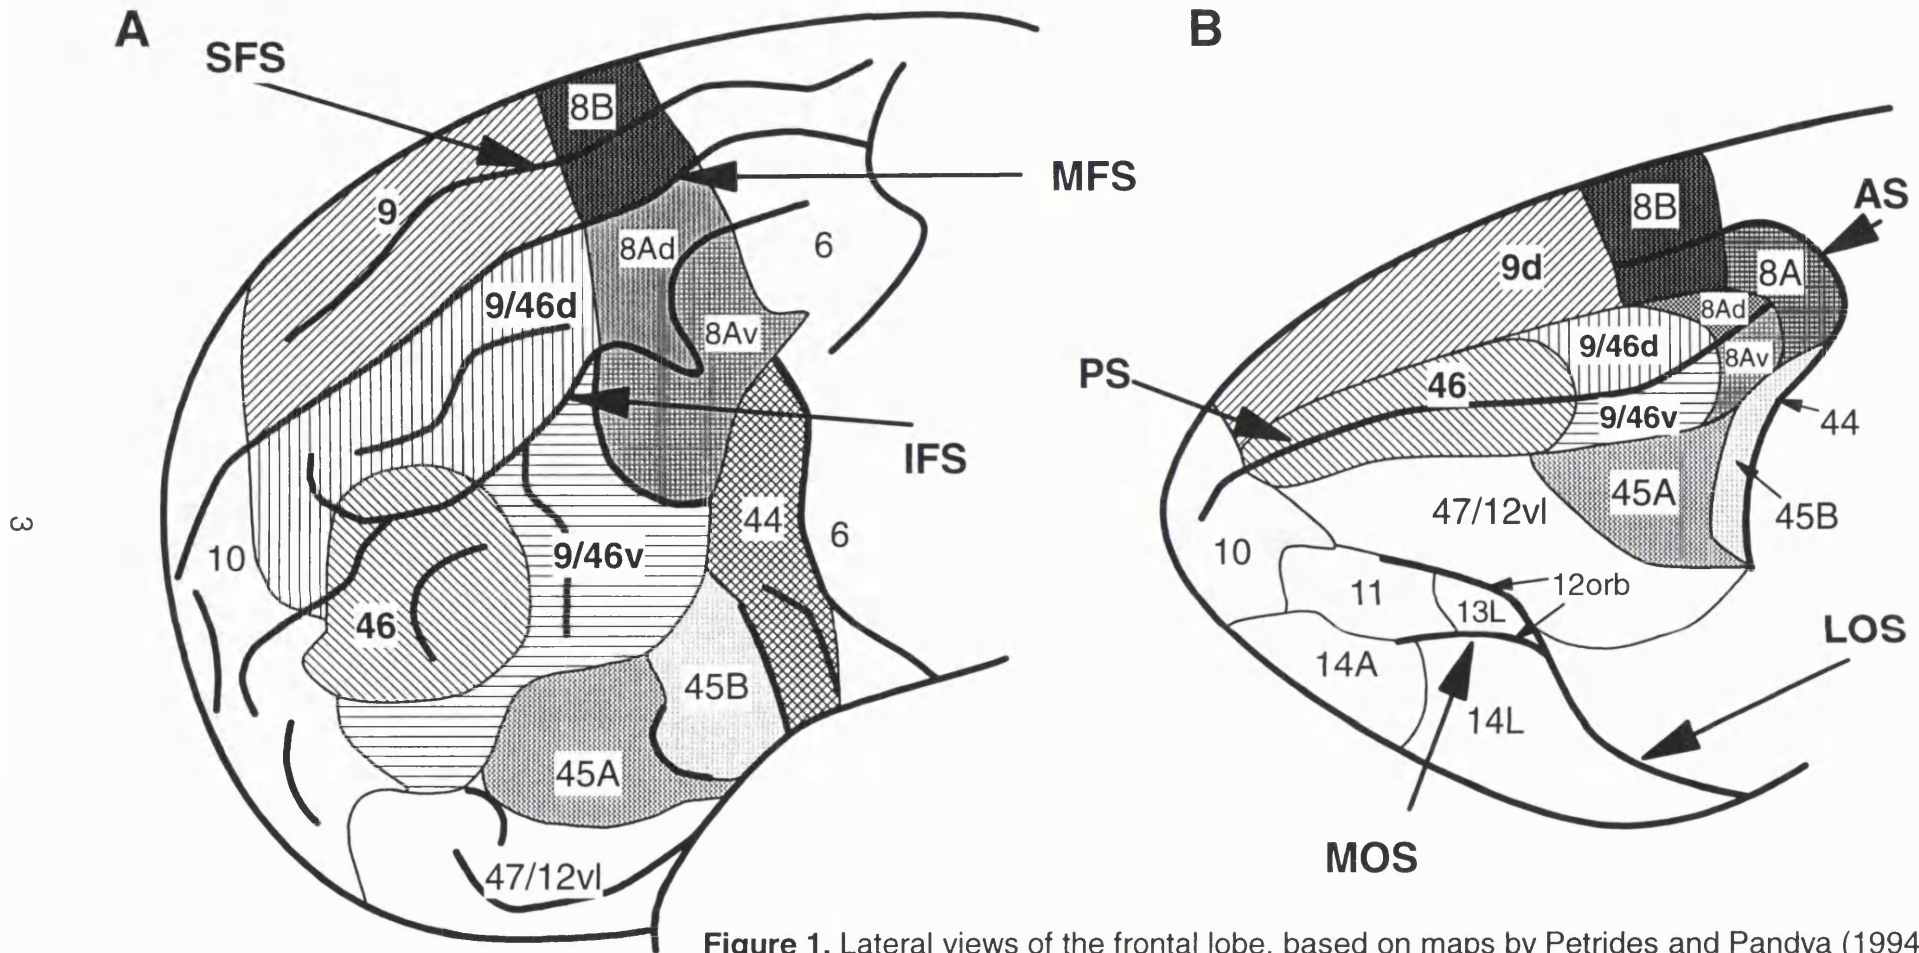 A
SFS
8B
MFS
9
8Ad
6
9/46d
8Av
IFS
44
6
10
9/46v
46
45B
45A
47/12vl
3
B
8B
AS
9d
8A
8Ad
9/46d
8Av
PS
46
9/46v
44
45A
47/12vl
45B
10
11
12orb
13L
LOS
14A
14L
MOS
Figure 1. Lateral views of the frontal lobe, based on maps by Petrides and Pandya (1994